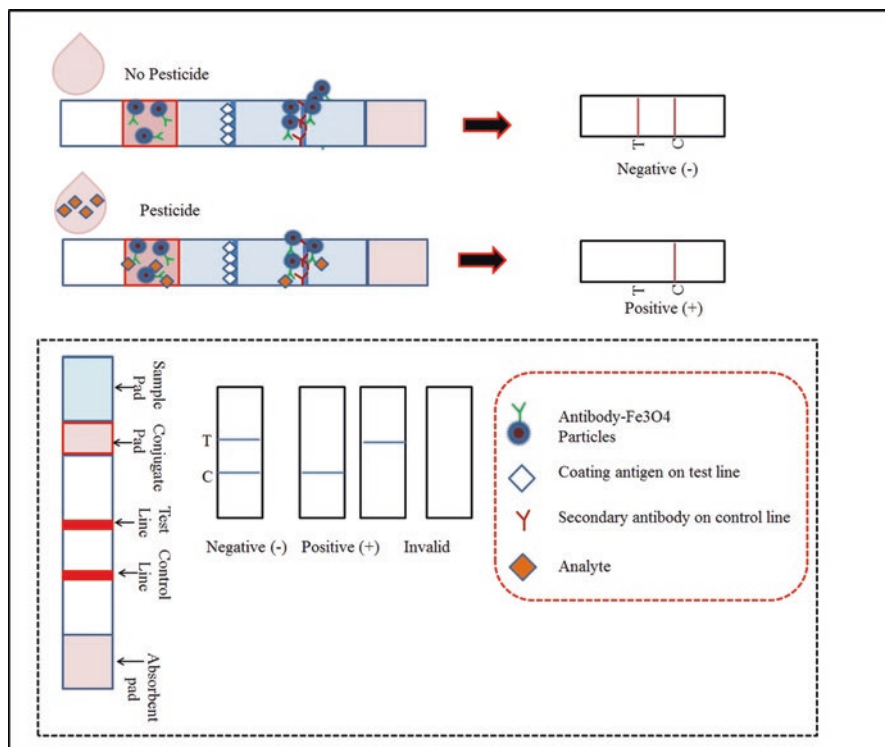 No Pesticide
T
C
Negative (-)
Pesticide
T
C
Positive (+)
Sample
Pad
Conjugate
Pad
Test
Line
Control
Line
Absorbent
pad
T
C
Negative (-)
Positive (+)
Invalid
Antibody-Fe3O4
Particles
Coating antigen on test line
Secondary antibody on control line
Analyte